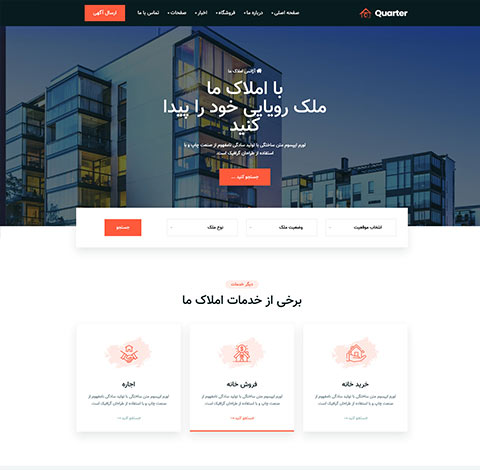 Quarter
صفحه اصلی
درباره ما
فروشگاه
اخبار
صفحات
تماس با ما
ارسال آگهی
آژانس املاک ما
با املاک ما
ملک رویایی خود را پیدا
کنید
لورم ایپسوم متن ساختگی با تولید سادگی نامفهوم از صنعت چاپ و با
استفاده از طراحان گرافیک است.
جستجو کنید ...
انتخاب موقعیت
وضعیت ملک
نوع ملک
جستجو
دیگر خدمات
برخی از خدمات املاک ما
خرید خانه
لورم ایپسوم متن ساختگی با تولید سادگی نامفهوم از
صنعت چاپ و با استفاده از طراحان گرافیک است.
جستجو کنید
فروش خانه
لورم ایپسوم متن ساختگی با تولید سادگی نامفهوم از
صنعت چاپ و با استفاده از طراحان گرافیک است.
جستجو کنید
اجاره
لورم ایپسوم متن ساختگی با تولید سادگی نامفهوم از
صنعت چاپ و با استفاده از طراحان گرافیک است.
جستجو کنید